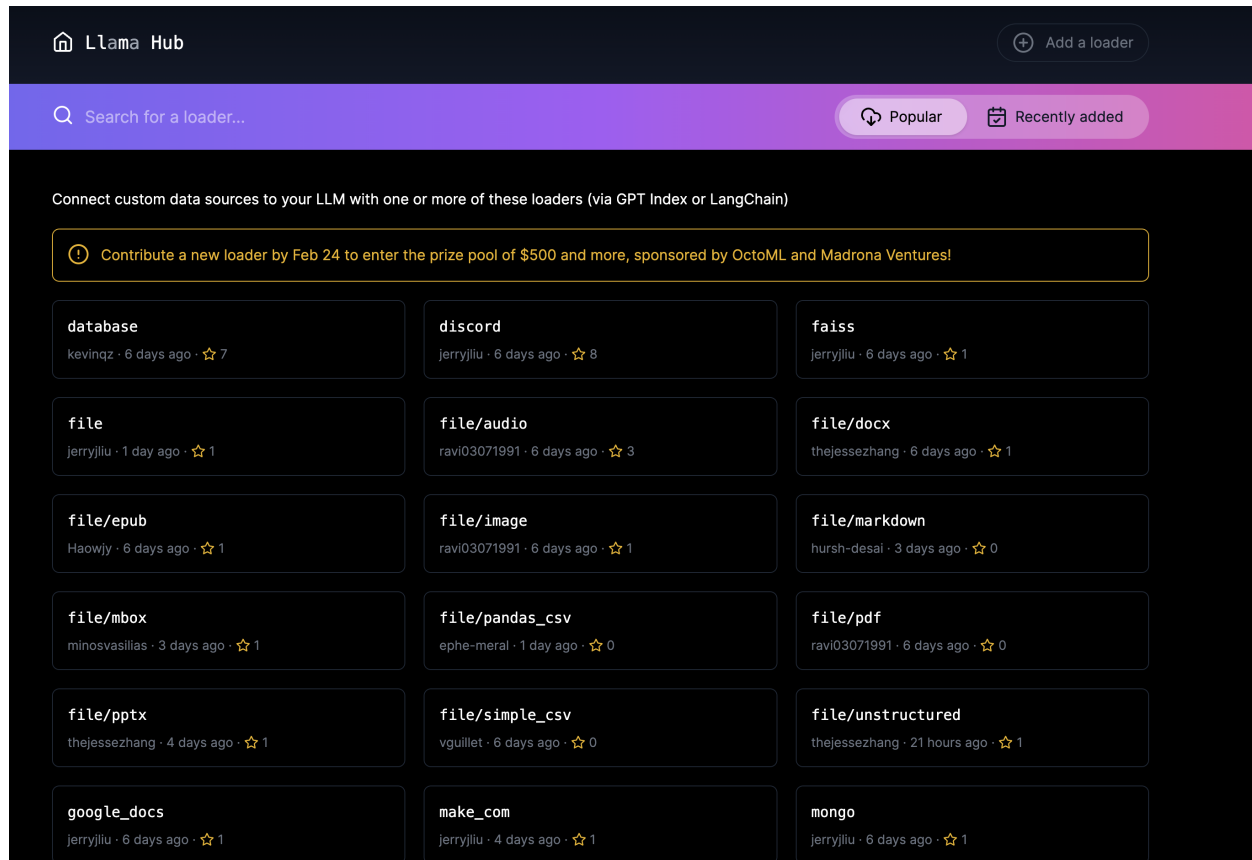 Llama Hub
Add a loader
Search for a loader...
Popular
Recently added
Connect custom data sources to your LLM with one or more of these loaders (via GPT Index or LangChain)
Contribute a new loader by Feb 24 to enter the prize pool of $500 and more, sponsored by OctoML and Madrona Ventures!
database
kevinqz · 6 days ago · 7
discord
jerryjliu · 6 days ago · 8
faiss
jerryjliu · 6 days ago · 1
file
jerryjliu · 1 day ago · 1
file/audio
ravi03071991 · 6 days ago · 3
file/docx
thejessezhang · 6 days ago · 1
file/epub
Haowjy · 6 days ago · 1
file/image
ravi03071991 · 6 days ago · 1
file/markdown
hursh-desai · 3 days ago · 0
file/mbox
minosvasilias · 3 days ago · 1
file/pandas_csv
ephe-meral · 1 day ago · 0
file/pdf
ravi03071991 · 6 days ago · 0
file/pptx
thejessezhang · 4 days ago · 1
file/simple_csv
vguillet · 6 days ago · 0
file/unstructured
thejessezhang · 21 hours ago · 1
google_docs
jerryjliu · 6 days ago · 1
make_com
jerryjliu · 4 days ago · 1
mongo
jerryjliu · 6 days ago · 1